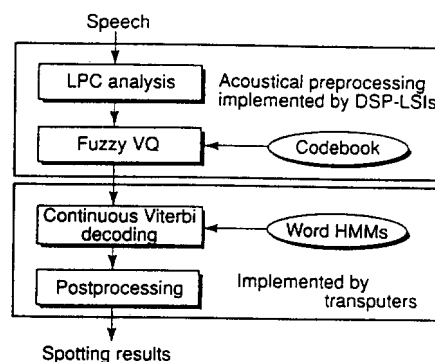 Speech
LPC analysis
Acoustical preprocessing
implemented by DSP-LSIs
Fuzzy VQ
Codebook
Continuous Viterbi
decoding
Word HMMs
Postprocessing
Implemented by
transputers
Spotting results